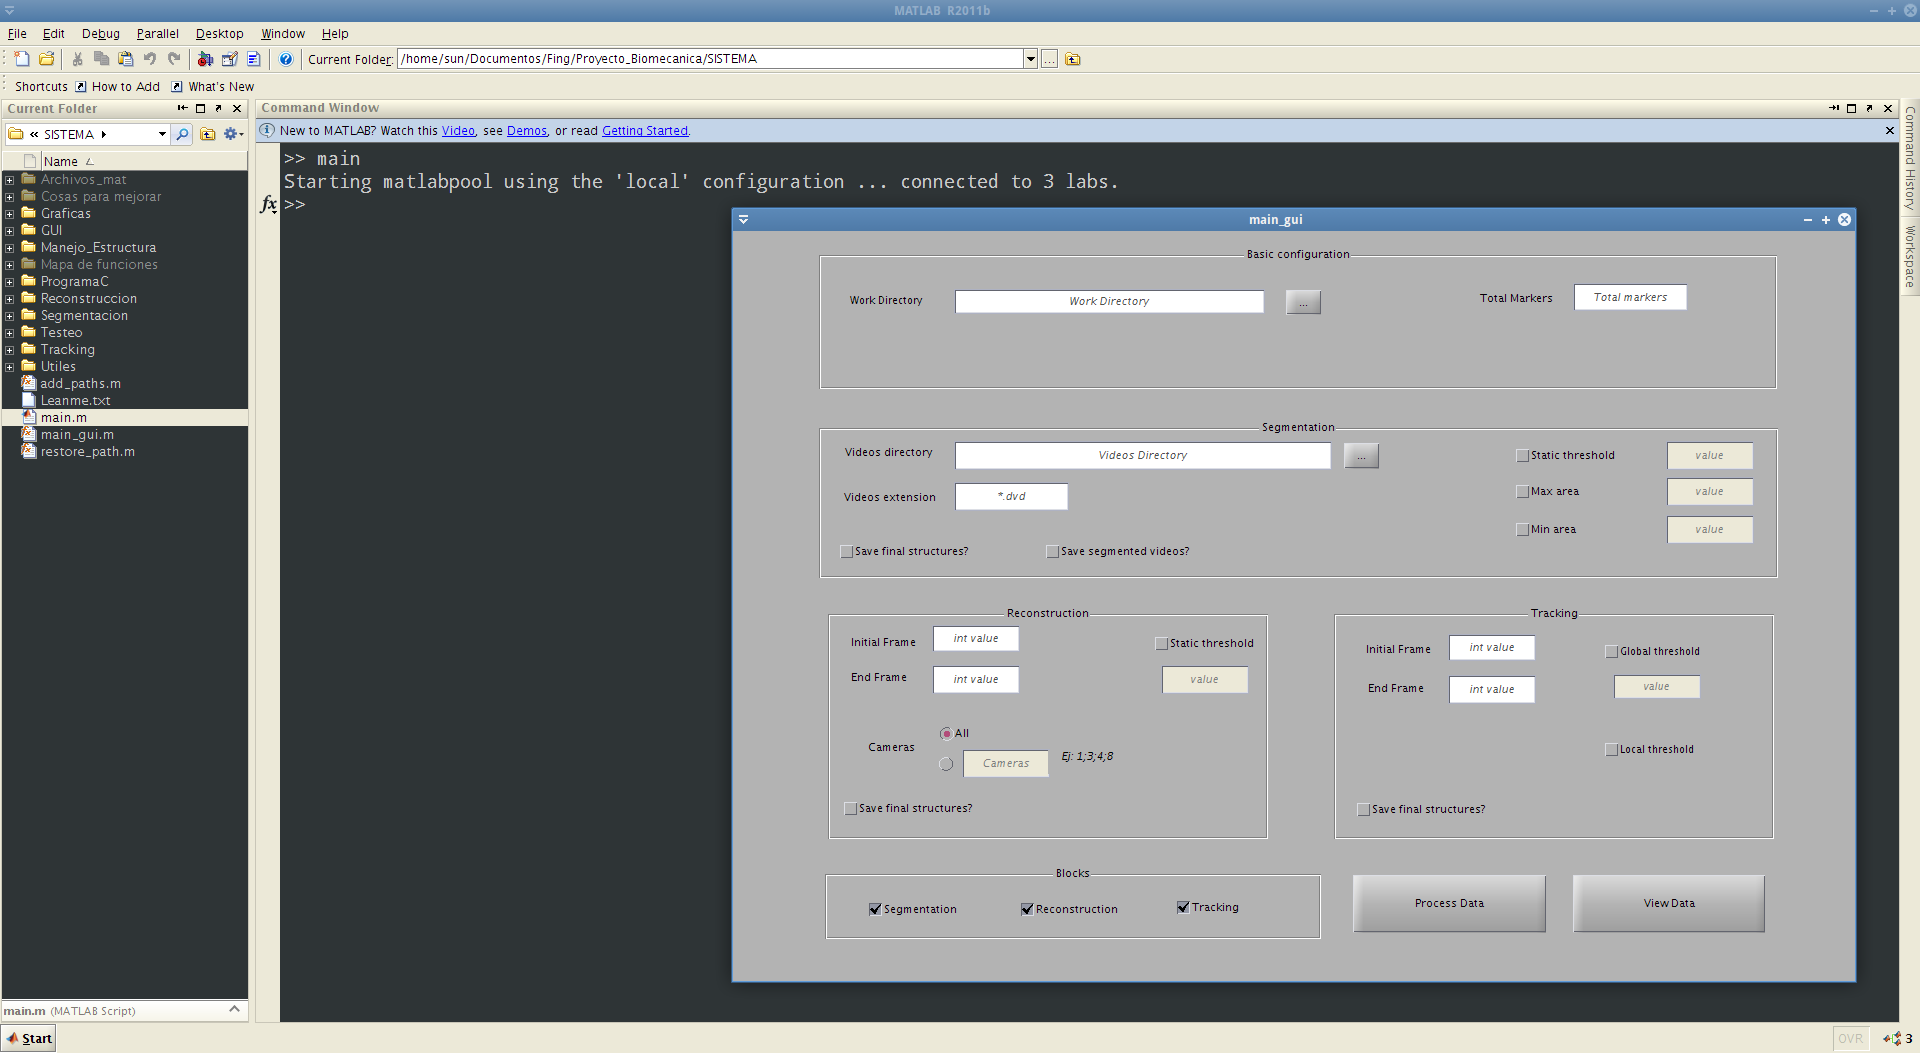 MATLAB R2011b
File Edit Debug Parallel Desktop Window Help
Current Folder: /home/sun/Documentos/Fing/Proyecto_Biomecanica/SISTEMA ...
Shortcuts How to Add What's New
Current Folder
« SISTEMA
Name
Archivos_mat
Cosas para mejorar
Graficas
GUI
Manejo_Estructura
Mapa de funciones
ProgramaC
Reconstruccion
Segmentacion
Testeo
Tracking
Utiles
add_paths.m
Leanme.txt
main.m
main_gui.m
restore_path.m
main.m (MATLAB Script)
Command Window
New to MATLAB? Watch this Video, see Demos, or read Getting Started.
>> main
Starting matlabpool using the 'local' configuration ... connected to 3 labs.
fx >>
Command History
Workspace
main_gui
Basic configuration
Work Directory Work Directory ... Total Markers Total markers
Segmentation
Videos directory Videos Directory ... Static threshold value
Videos extension *.dvd Max area value
Min area value
Save final structures? Save segmented videos?
Reconstruction
Initial Frame int value Static threshold
End Frame int value value
Cameras All
Cameras Ej: 1;3;4;8
Save final structures?
Tracking
Initial Frame int value Global threshold
End Frame int value value
Local threshold
Save final structures?
Blocks
Segmentation Reconstruction Tracking
Process Data View Data
Start
OVR 3